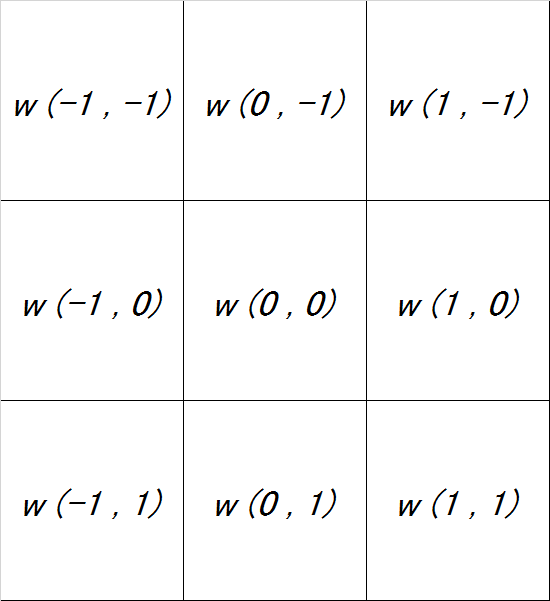 w (-1 , -1) w (0 , -1) w (1 , -1)
w (-1 , 0) w (0 , 0) w (1 , 0)
w (-1 , 1) w (0 , 1) w (1 , 1)